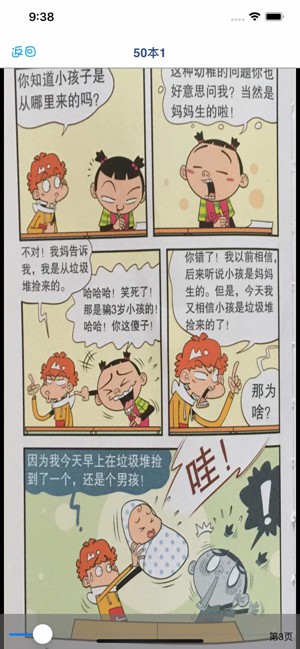 9:38
返回
50本1
你知道小孩子是
从哪里来的吗?
这种幼稚的问题你也
好意思问我?当然是
妈妈生的啦!
不对!我妈告诉
我,我是从垃圾
堆捡来的。
哈哈哈!笑死了!
那是骗3岁小孩的!
哈哈!你这傻子!
你错了!我以前相信,
后来听说小孩是妈妈
生的。但是,今天我
又相信小孩是垃圾堆
捡来的了!
那为
啥?
因为我今天早上在垃圾堆捡
到了一个,还是个男孩!
哇!
!
第3页